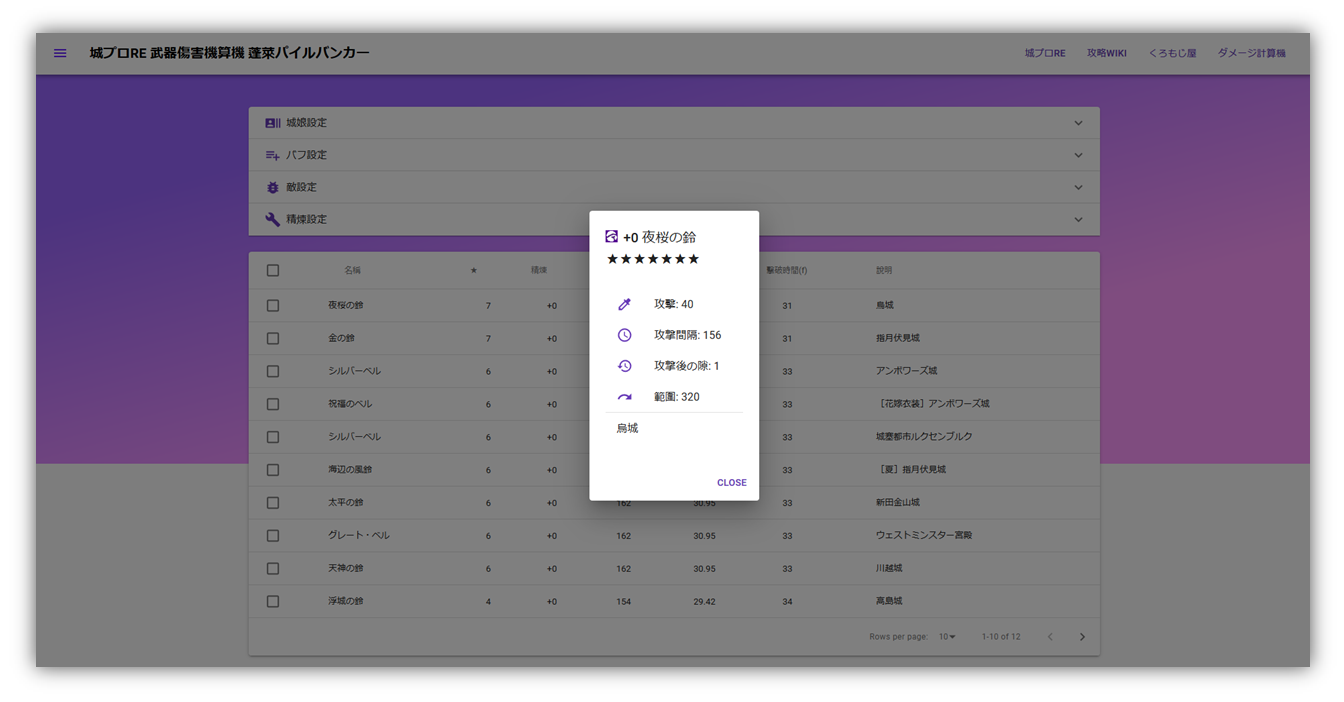 城プロRE 武器傷害機算機 蓬莱パイルバンカー
城プロRE 攻略WIKI くろもじ屋 ダメージ計算機
城娘設定
バフ設定
敵設定
精煉設定
+0 夜桜の鈴
★★★★★★★
攻撃: 40
攻撃間隔: 156
攻撃後の隙: 1
範圍: 320
烏城
CLOSE
名稱 ★ 精煉 擊破時間(f) 説明
夜桜の鈴 7 +0 31 烏城
金の鈴 7 +0 31 指月伏見城
シルバーベル 6 +0 33 アンボワーズ城
祝福のベル 6 +0 33 ［花嫁衣装］アンボワーズ城
シルバーベル 6 +0 33 城塞都市ルクセンブルク
海辺の風鈴 6 +0 33 ［夏］指月伏見城
太平の鈴 6 +0 162 30.95 33 新田金山城
グレート・ベル 6 +0 162 30.95 33 ウェストミンスター宮殿
天神の鈴 6 +0 162 30.95 33 川越城
浮城の鈴 4 +0 154 29.42 34 高島城
Rows per page: 10 1-10 of 12